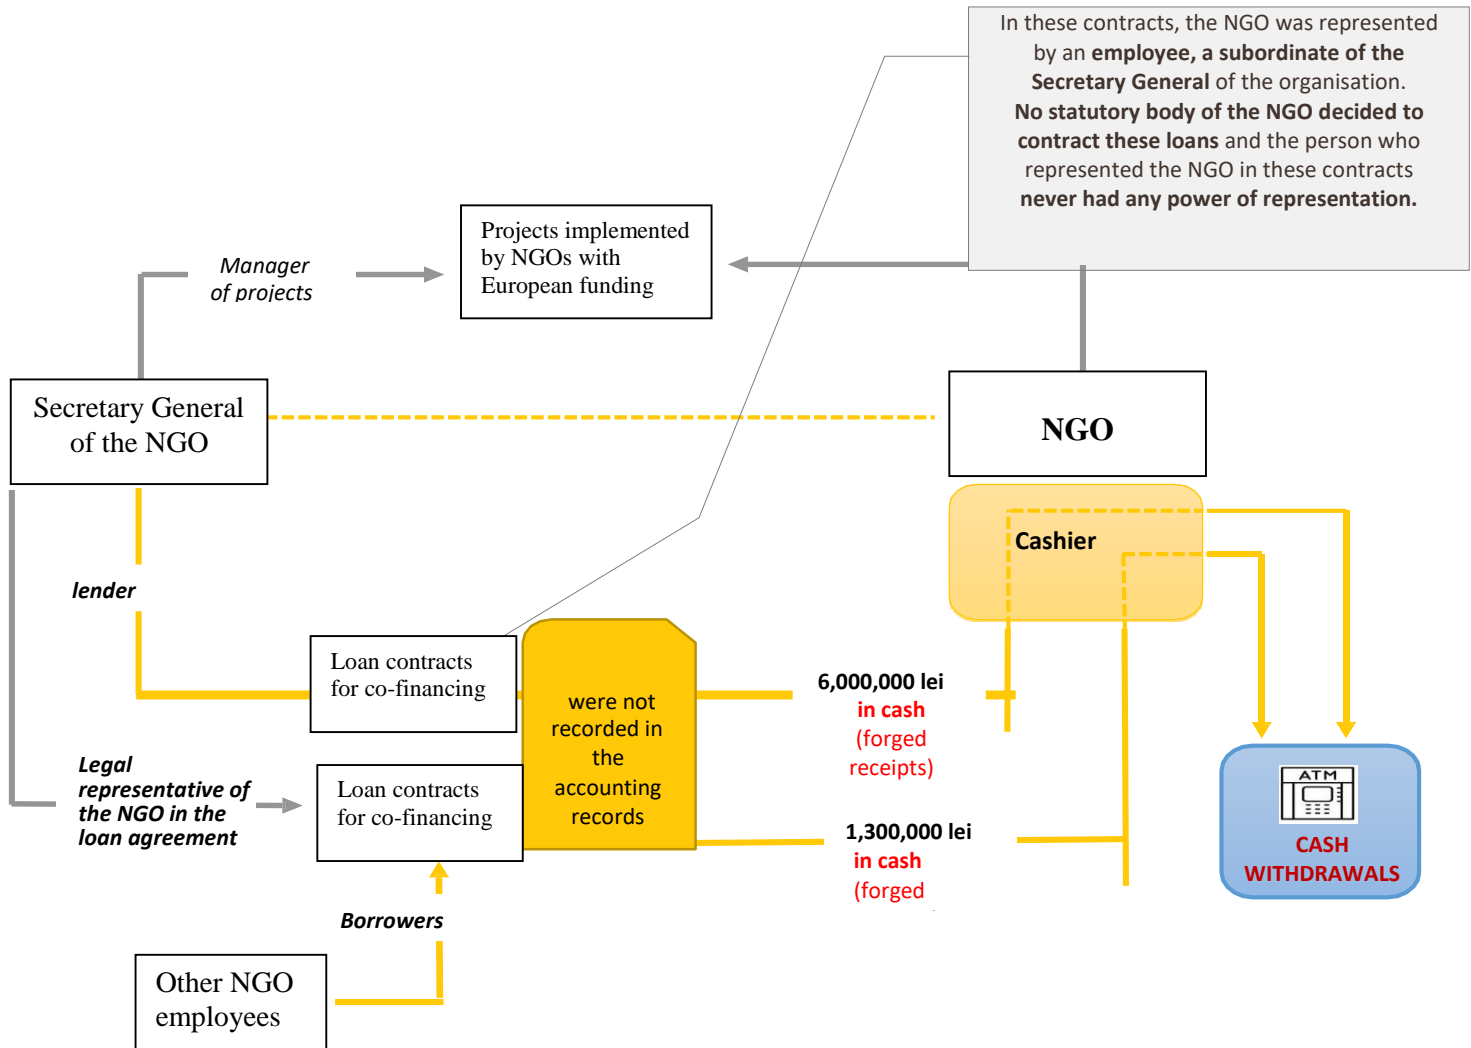 In these contracts, the NGO was represented
by an employee, a subordinate of the
Secretary General of the organisation.
No statutory body of the NGO decided to
contract these loans and the person who
represented the NGO in these contracts
never had any power of representation.
Projects implemented
by NGOs with
European funding
Manager
of projects
Secretary General
of the NGO
NGO
Cashier
lender
Loan contracts
for co-financing
were not
recorded in
the
accounting
records
6,000,000 lei
in cash
(forged
receipts)
Legal
representative of
the NGO in the
loan agreement
Loan contracts
for co-financing
1,300,000 lei
in cash
(forged
ATM
CASH
WITHDRAWALS
Borrowers
Other NGO
employees